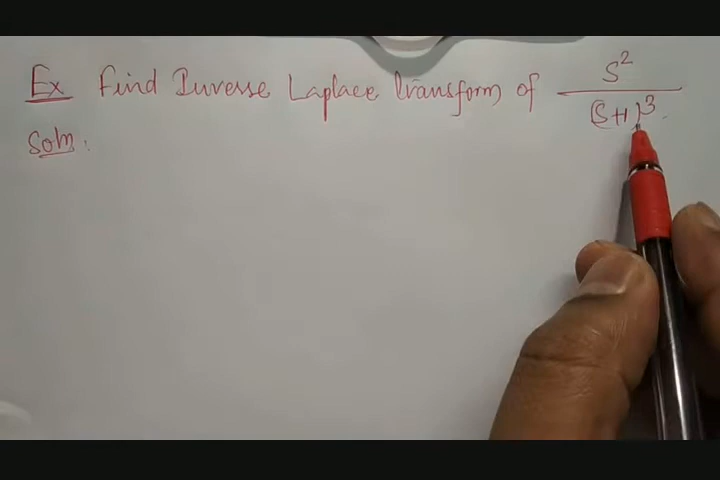 Ex Find Inverse Laplace transform of s²/(s+1)³.
Soln: